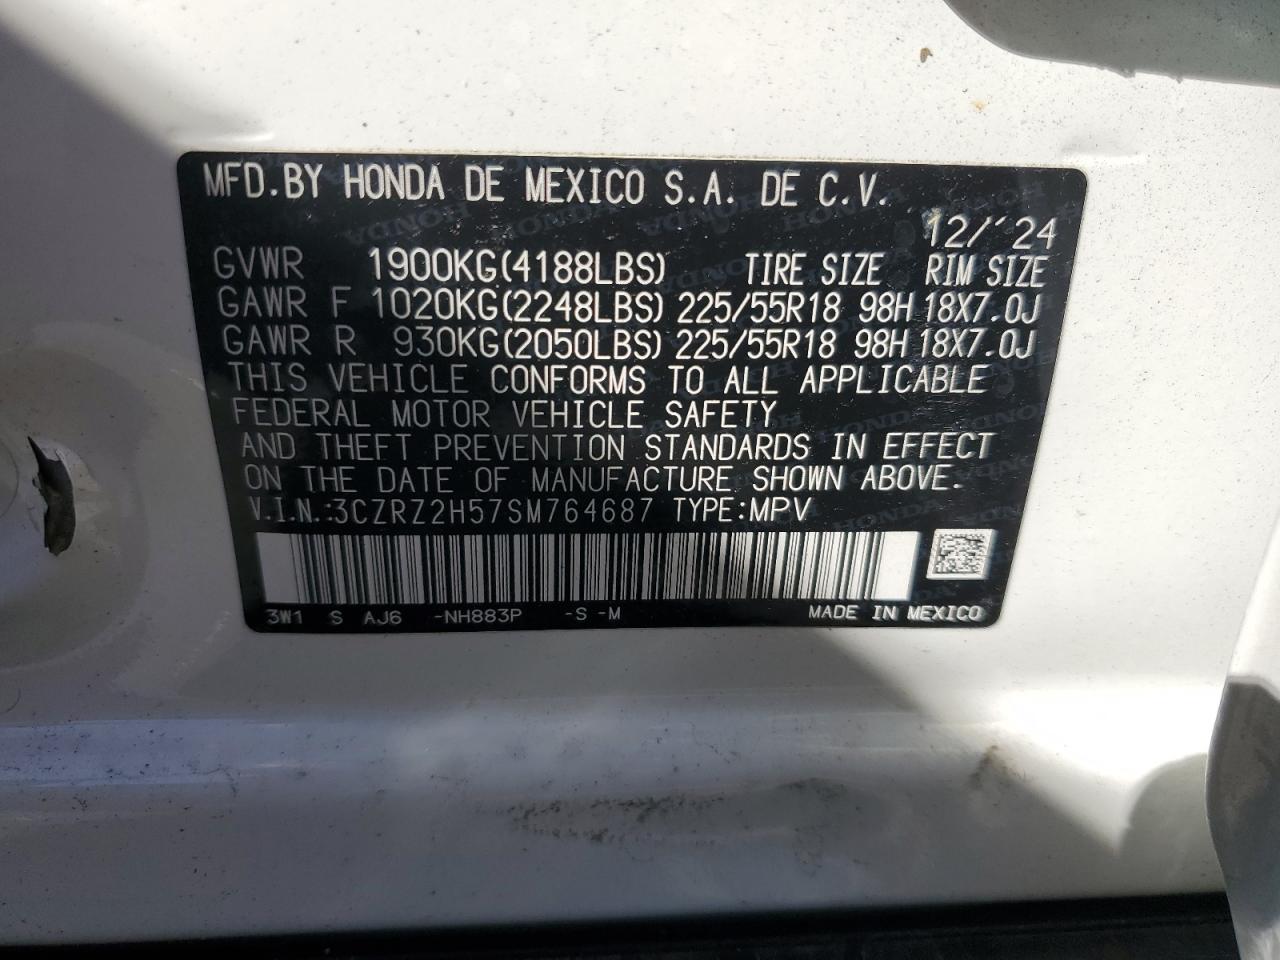 MFD.BY HONDA DE MEXICO S.A. DE C.V.
12/'24
GVWR 1900KG(4188LBS) TIRE SIZE RIM SIZE
GAWR F 1020KG(2248LBS) 225/55R18 98H 18X7.0J
GAWR R 930KG(2050LBS) 225/55R18 98H 18X7.0J
THIS VEHICLE CONFORMS TO ALL APPLICABLE
FEDERAL MOTOR VEHICLE SAFETY
AND THEFT PREVENTION STANDARDS IN EFFECT
ON THE DATE OF MANUFACTURE SHOWN ABOVE.
V.I.N.:3CZRZ2H57SM764687 TYPE:MPV
3W1 S AJ6 -NH883P -S -M MADE IN MEXICO